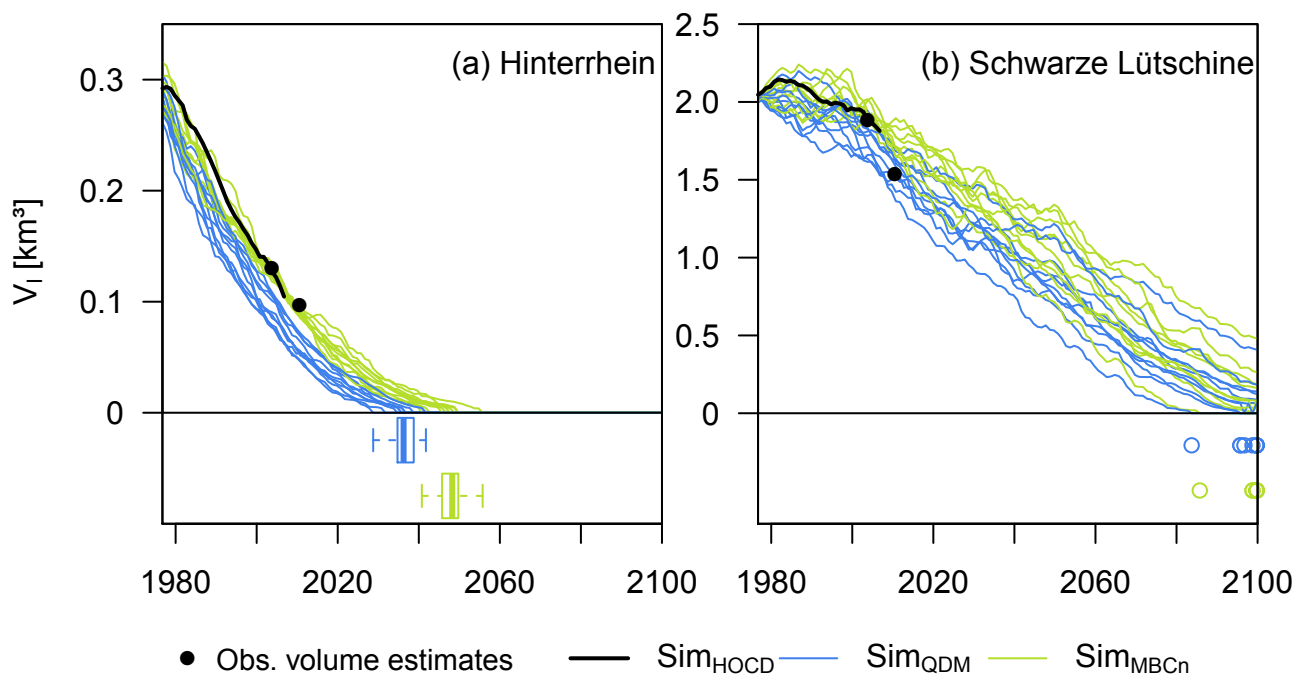 (a) Hinterrhein
(b) Schwarze Lütschine
V_I [km³]
0.3
0.2
0.1
0
2.5
2.0
1.5
1.0
0.5
0
1980 2020 2060 2100
1980 2020 2060 2100
Obs. volume estimates Sim_HOCD Sim_QDM Sim_MBCn